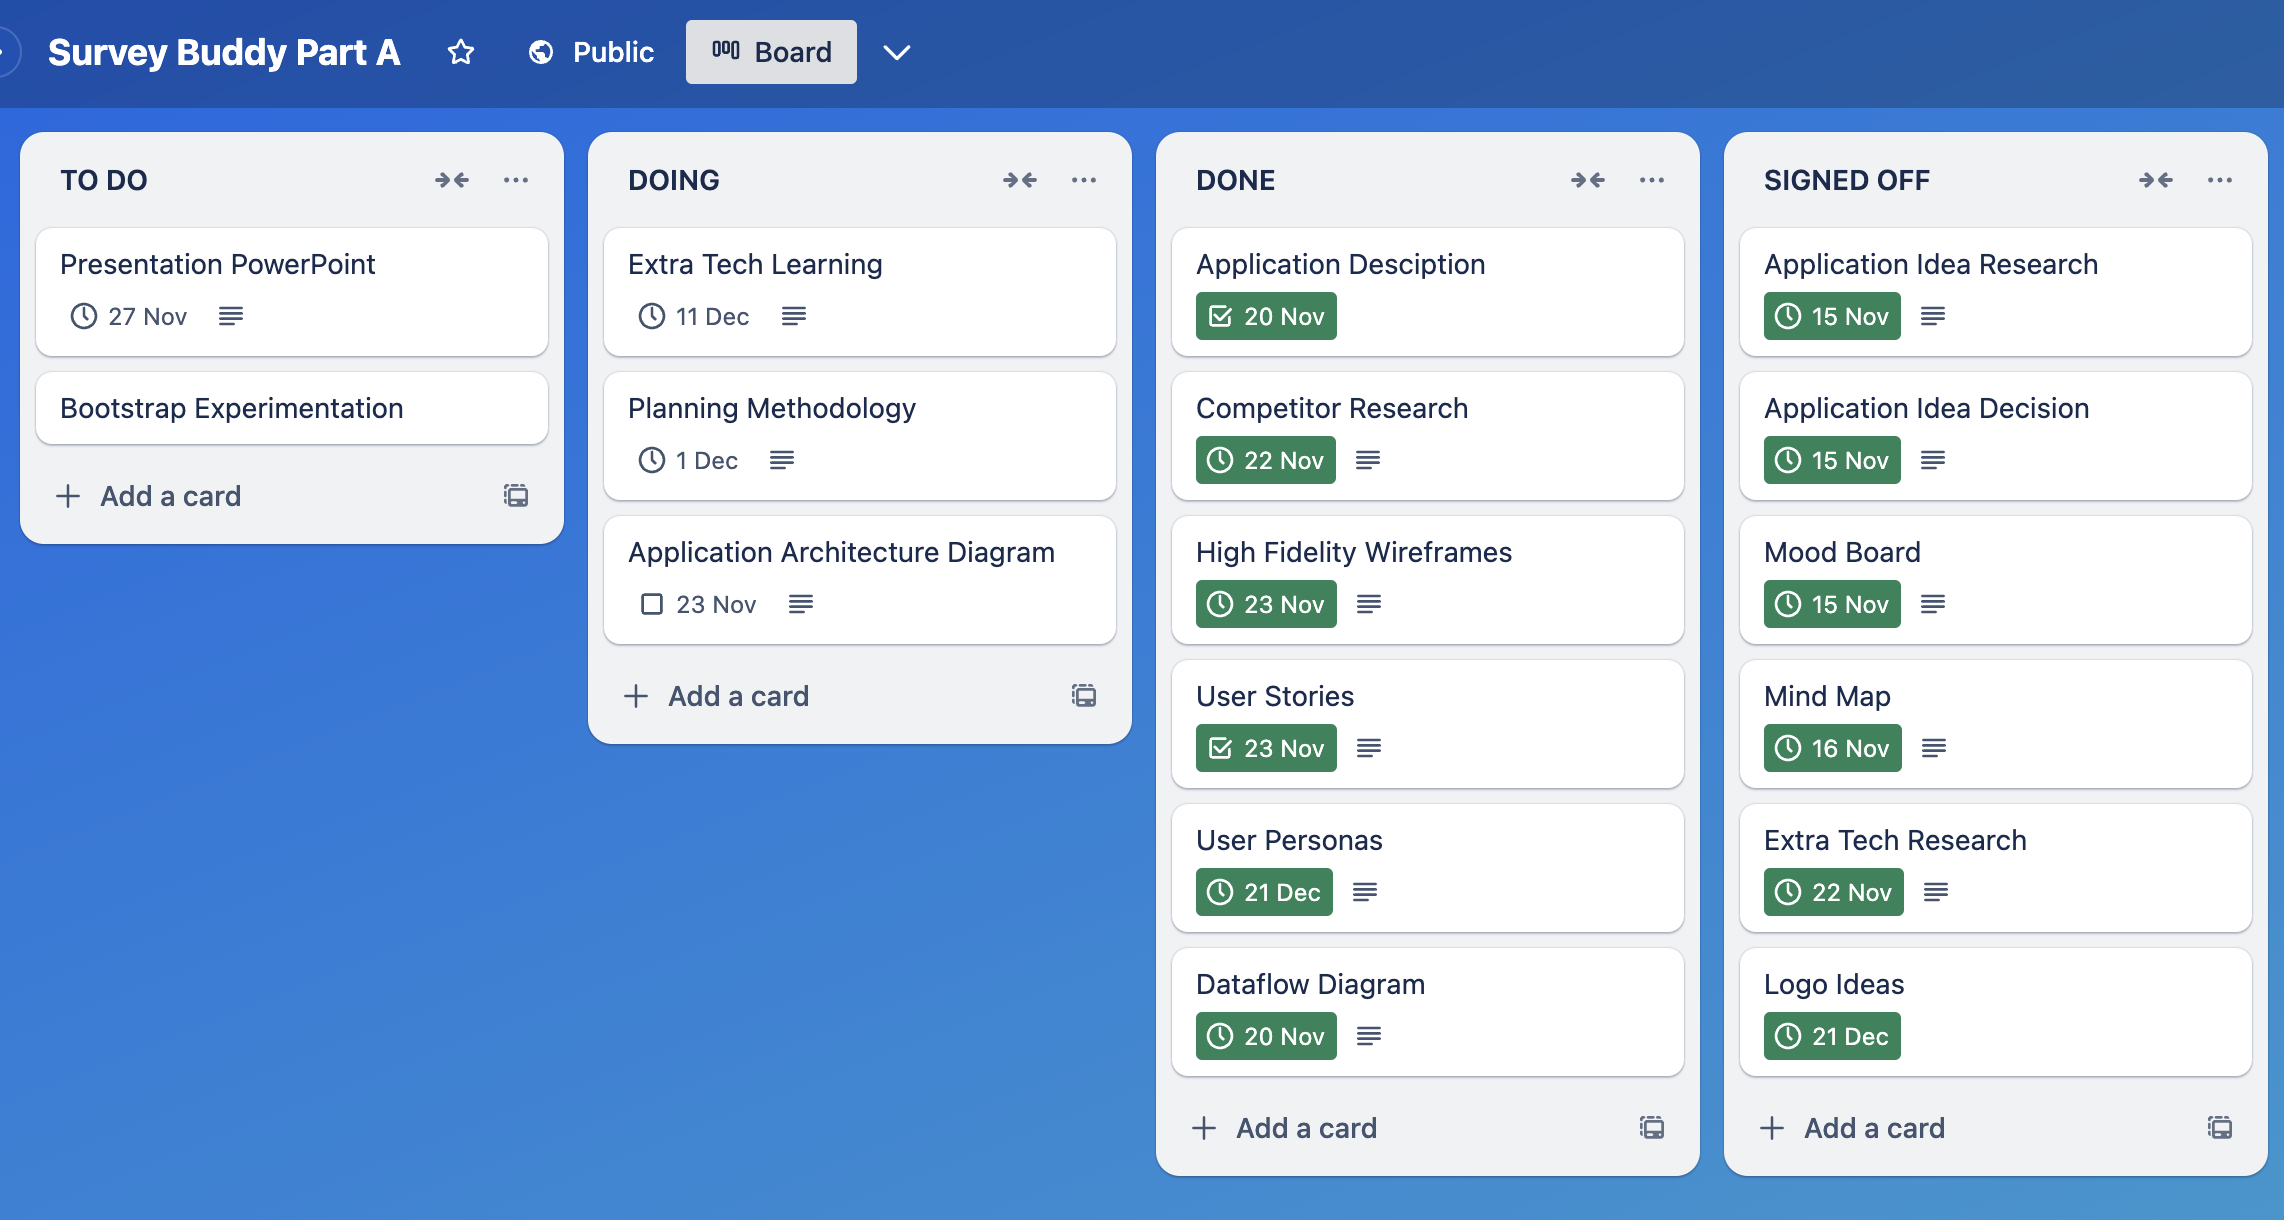 Survey Buddy Part A
Public
Board
TO DO
Presentation PowerPoint
27 Nov
Bootstrap Experimentation
Add a card
DOING
Extra Tech Learning
11 Dec
Planning Methodology
1 Dec
Application Architecture Diagram
23 Nov
Add a card
DONE
Application Desciption
20 Nov
Competitor Research
22 Nov
High Fidelity Wireframes
23 Nov
User Stories
23 Nov
User Personas
21 Dec
Dataflow Diagram
20 Nov
Add a card
SIGNED OFF
Application Idea Research
15 Nov
Application Idea Decision
15 Nov
Mood Board
15 Nov
Mind Map
16 Nov
Extra Tech Research
22 Nov
Logo Ideas
21 Dec
Add a card